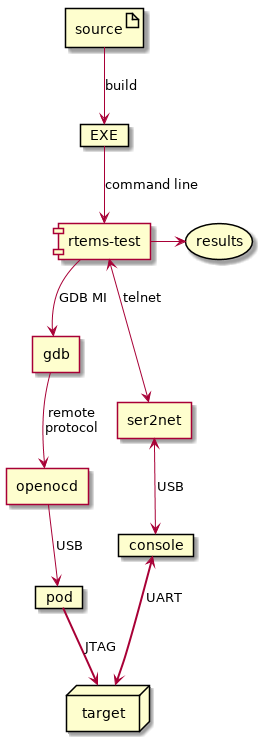 source
build
EXE
command line
rtems-test
results
GDB MI
telnet
gdb
remote
protocol
ser2net
openocd
USB
USB
console
pod
UART
JTAG
target